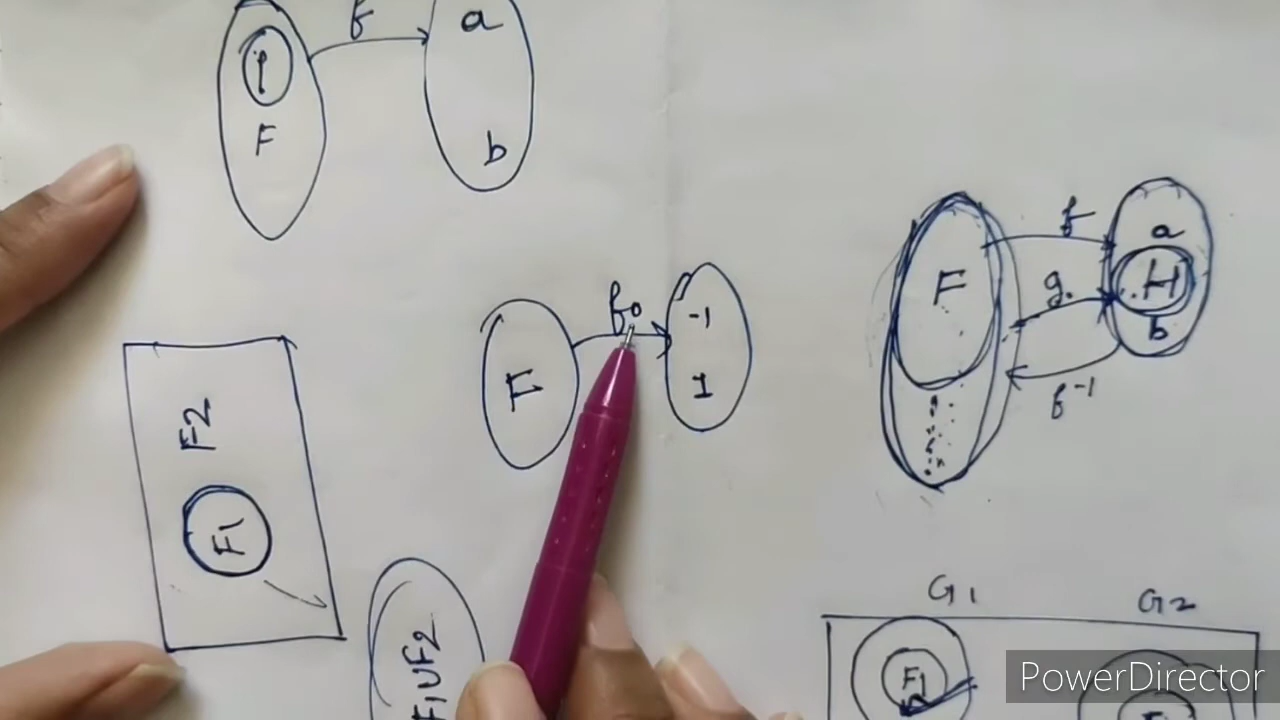 f a
p
F b
f
F a
g. H
b
f⁻¹
f₀
-1
F 1
F2
F1
F1UF2
G1 G2
F1
PowerDirector